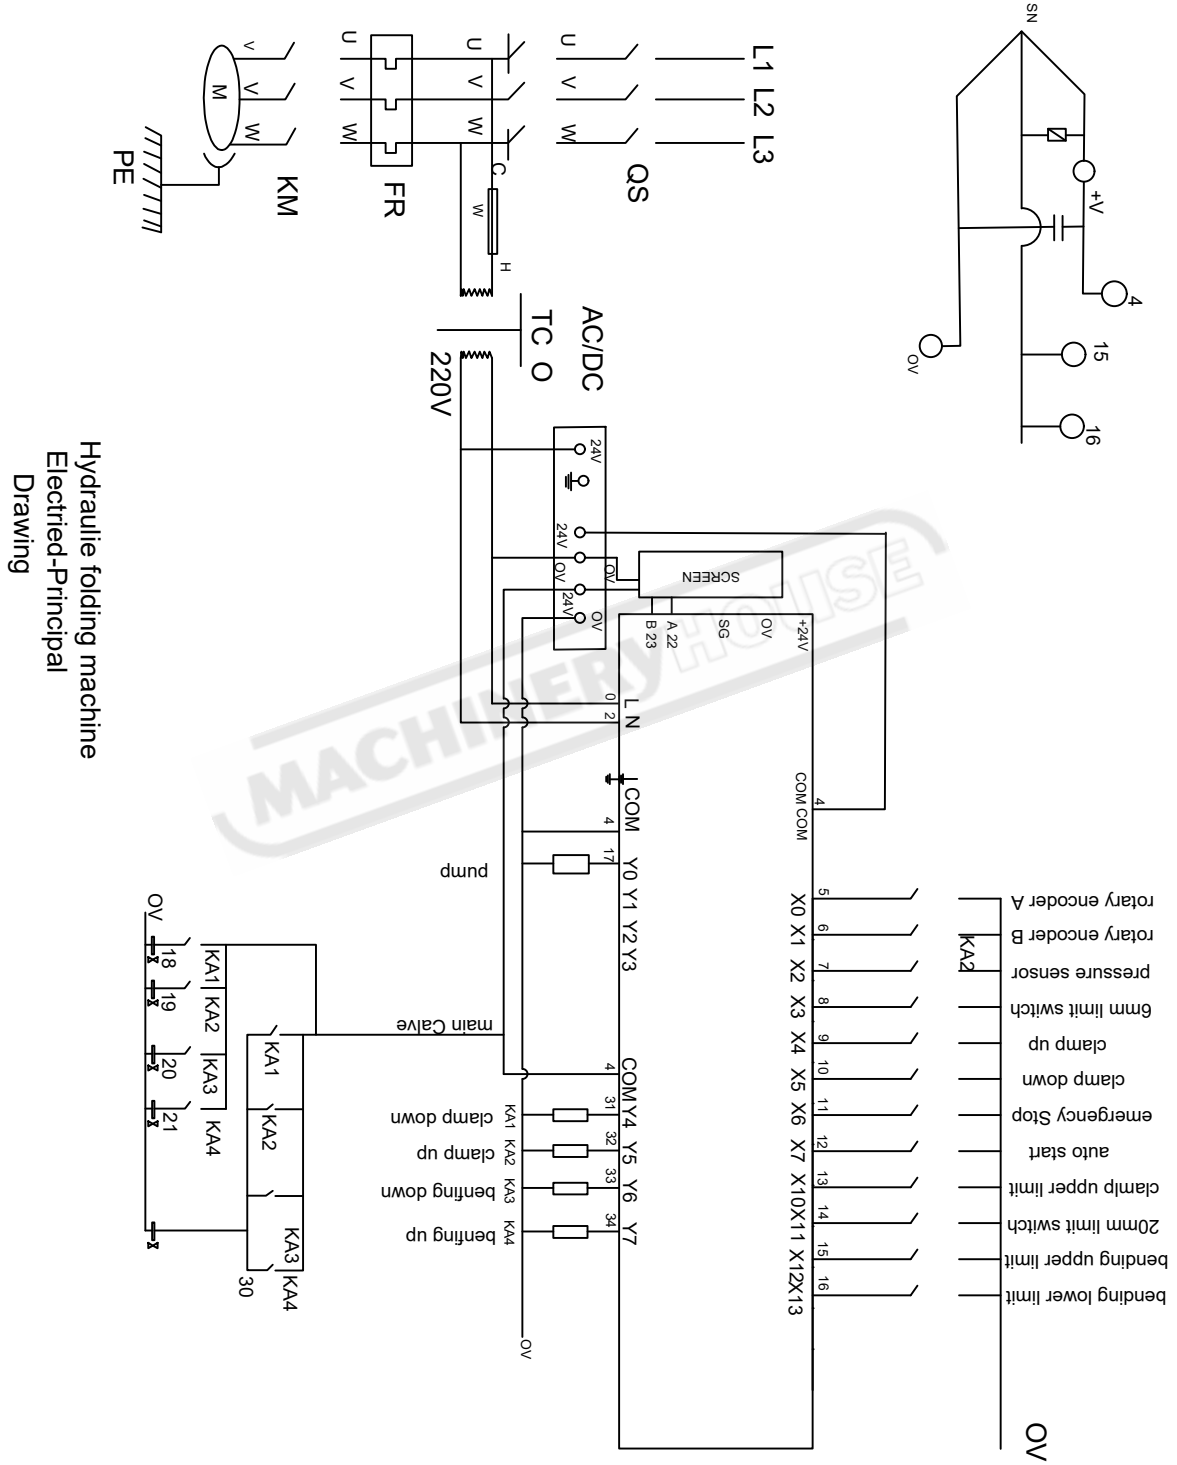 SN
+V
4
15
16
OV
L1
L2
L3
QS
U
V
W
U
V
W
FR
U
V
W
KM
V
V
W
M
PE
C
W
H
TC O
220V
AC/DC
24V
24V
OV
24V
OV
OV
SCREEN
B 23
A 22
SG
OV
+24V
0 L
2 N
COM
4
17
Y0 Y1 Y2 Y3
pump
COM COM
4
X0 X1 X2 X3 X4 X5 X6 X7 X10 X11 X12 X13
5
6
7
8
9
10
11
12
13
14
15
16
rotary encoder A
rotary encoder B
KA2
pressure sensor
6mm limit switch
clamp up
clamp down
emergency Stop
auto start
clamlp upper limit
20mm limit switch
bending upper limit
bending lower limit
OV
4
COM
31
32
33
34
Y4 Y5 Y6 Y7
KA1
KA2
KA3
KA4
clamp down
clamp up
benfing down
benfing up
OV
main Calve
OV
18
19
20
21
KA1
KA2
KA3
KA4
KA1
KA2
KA3
KA4
30
Hydraulie folding machine
Electried-Principal
Drawing
MACHINERYHOUSE